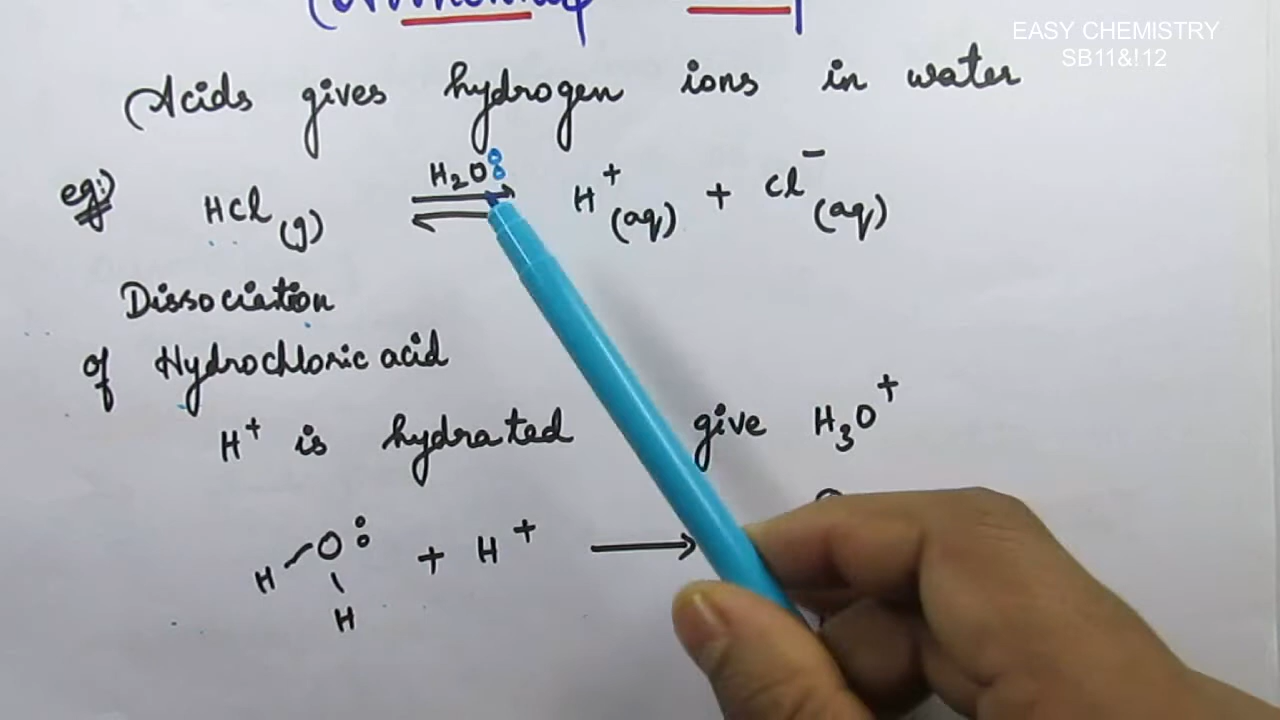 EASY CHEMISTRY
SB11&!12
Acids gives hydrogen ions in water
eg:) HCl (g) H₂O ⇌ H⁺ (aq) + Cl⁻ (aq)
Dissociation
of Hydrochloric acid
H⁺ is hydrated give H₃O⁺
H O + H⁺ →
H